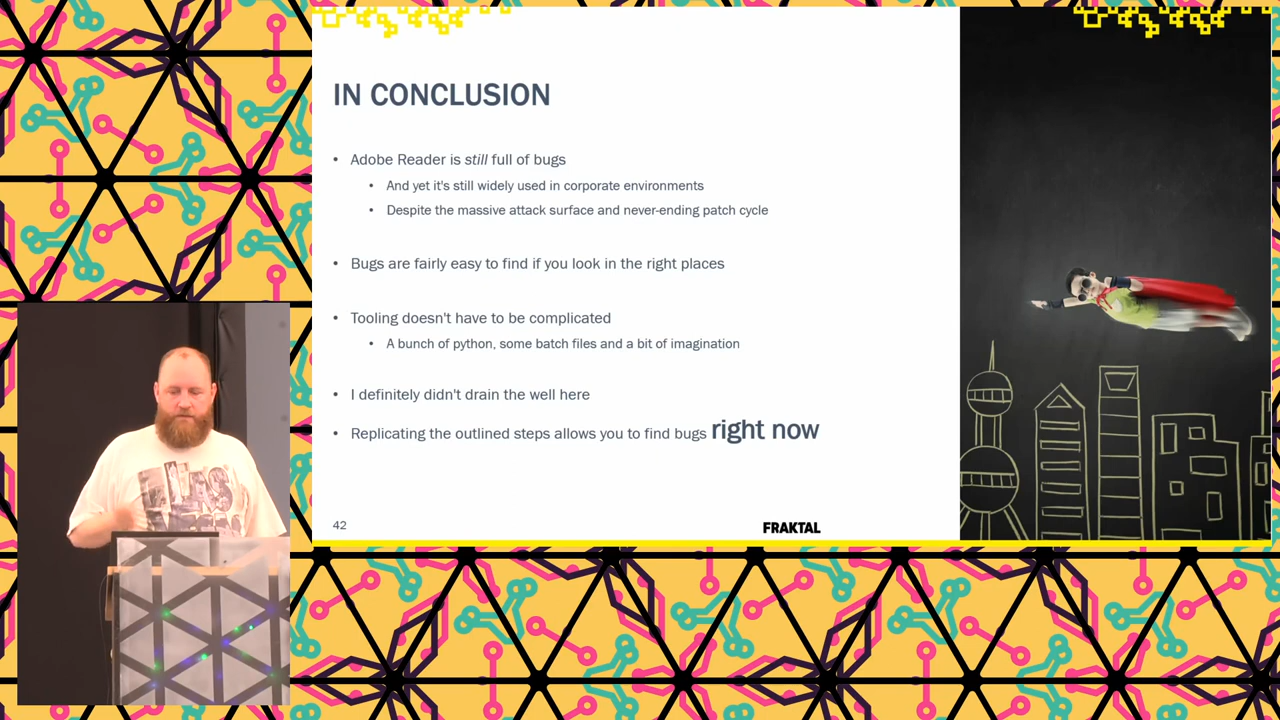 IN CONCLUSION
• Adobe Reader is still full of bugs
• And yet it's still widely used in corporate environments
• Despite the massive attack surface and never-ending patch cycle
• Bugs are fairly easy to find if you look in the right places
• Tooling doesn't have to be complicated
• A bunch of python, some batch files and a bit of imagination
• I definitely didn't drain the well here
• Replicating the outlined steps allows you to find bugs right now
42
FRAKTAL